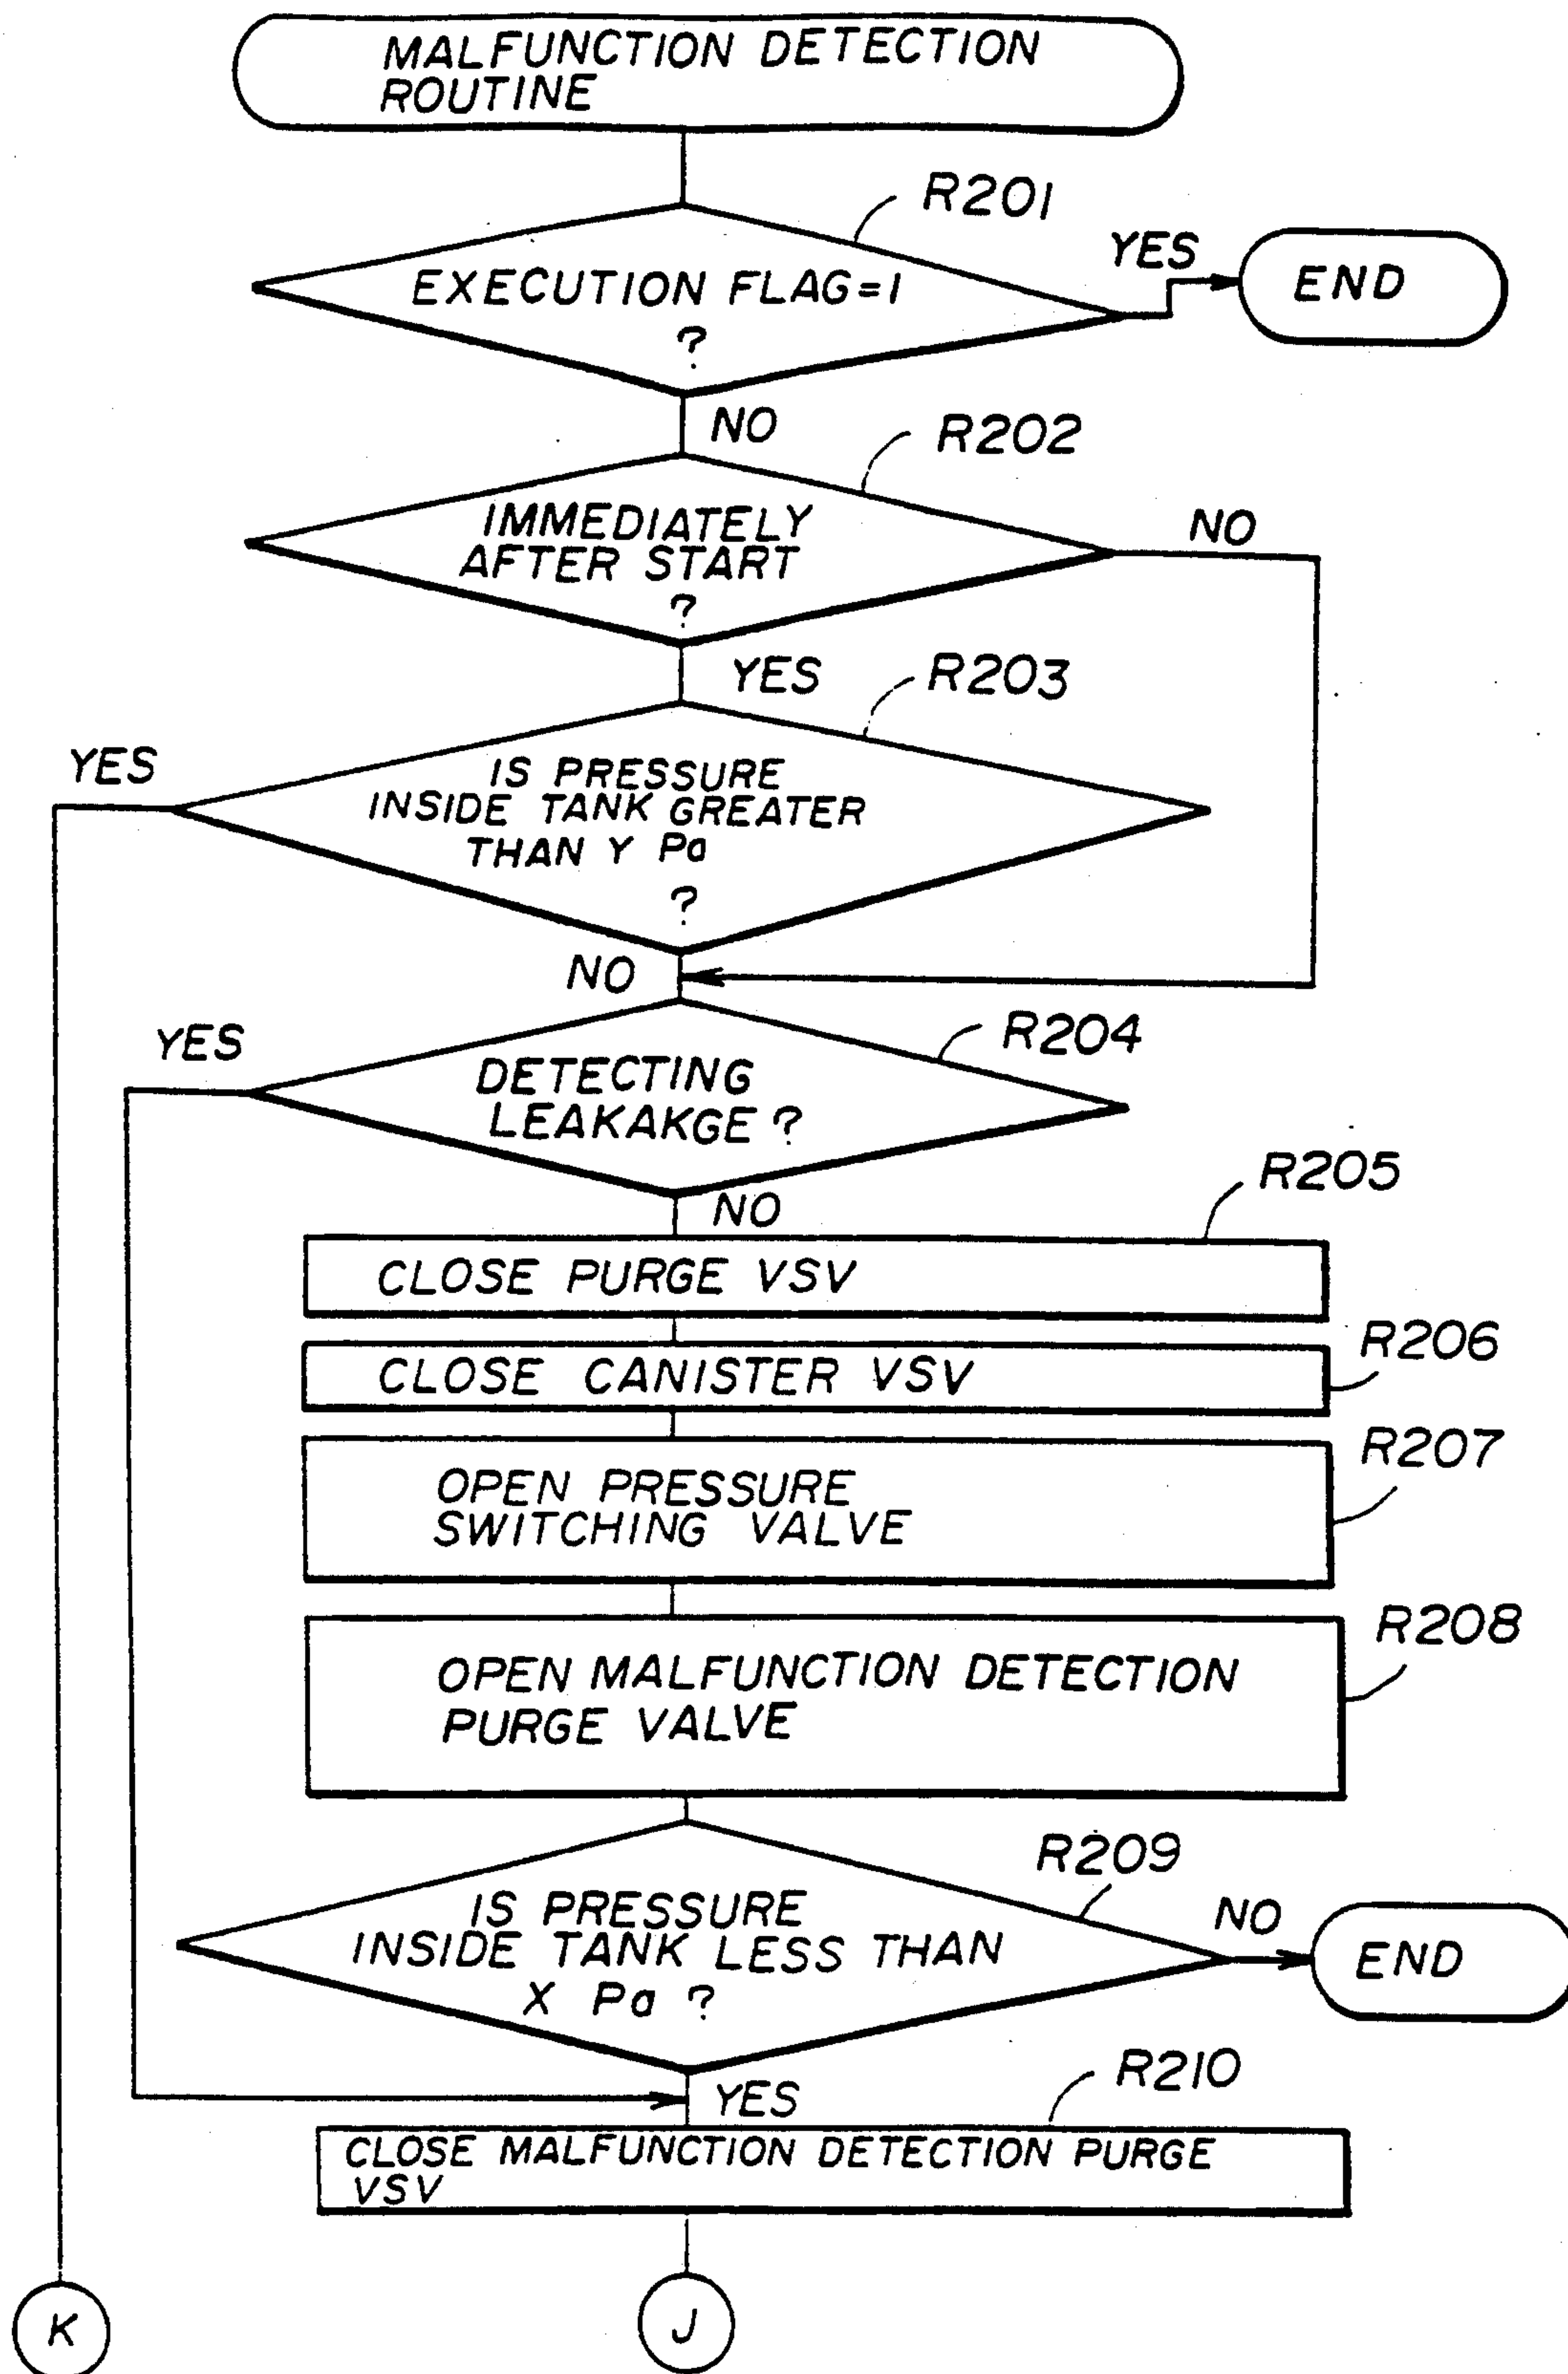 MALFUNCTION DETECTION
ROUTINE
R201
YES
EXECUTION FLAG=1
?
END
NO
R202
IMMEDIATELY
AFTER START
?
NO
YES
R203
YES
IS PRESSURE
INSIDE TANK GREATER
THAN Y Pa
?
NO
R204
YES
DETECTING
LEAKAKGE ?
NO
R205
CLOSE PURGE VSV
R206
CLOSE CANISTER VSV
R207
OPEN PRESSURE
SWITCHING VALVE
R208
OPEN MALFUNCTION DETECTION
PURGE VALVE
R209
IS PRESSURE
INSIDE TANK LESS THAN
X Pa ?
NO
END
R210
YES
CLOSE MALFUNCTION DETECTION PURGE
VSV
K
J